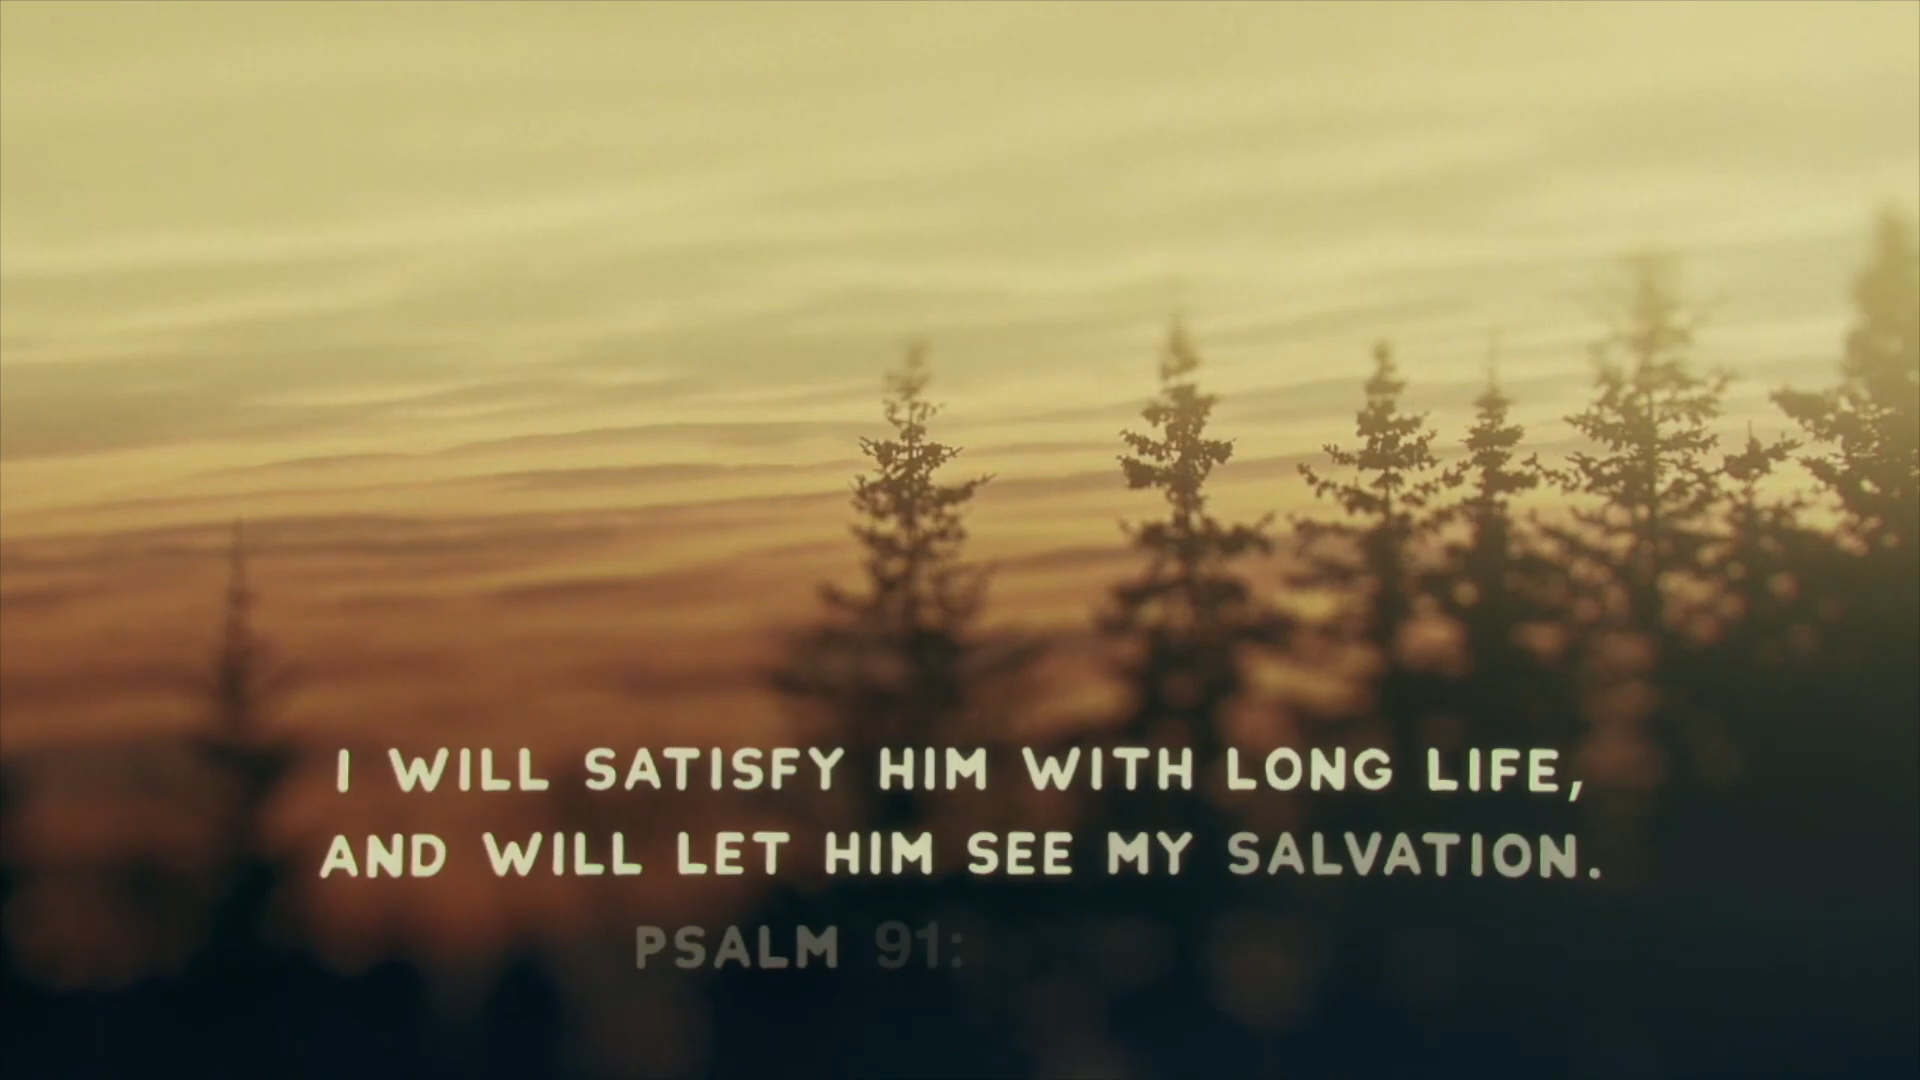 I WILL SATISFY HIM WITH LONG LIFE,
AND WILL LET HIM SEE MY SALVATION.
PSALM 91: